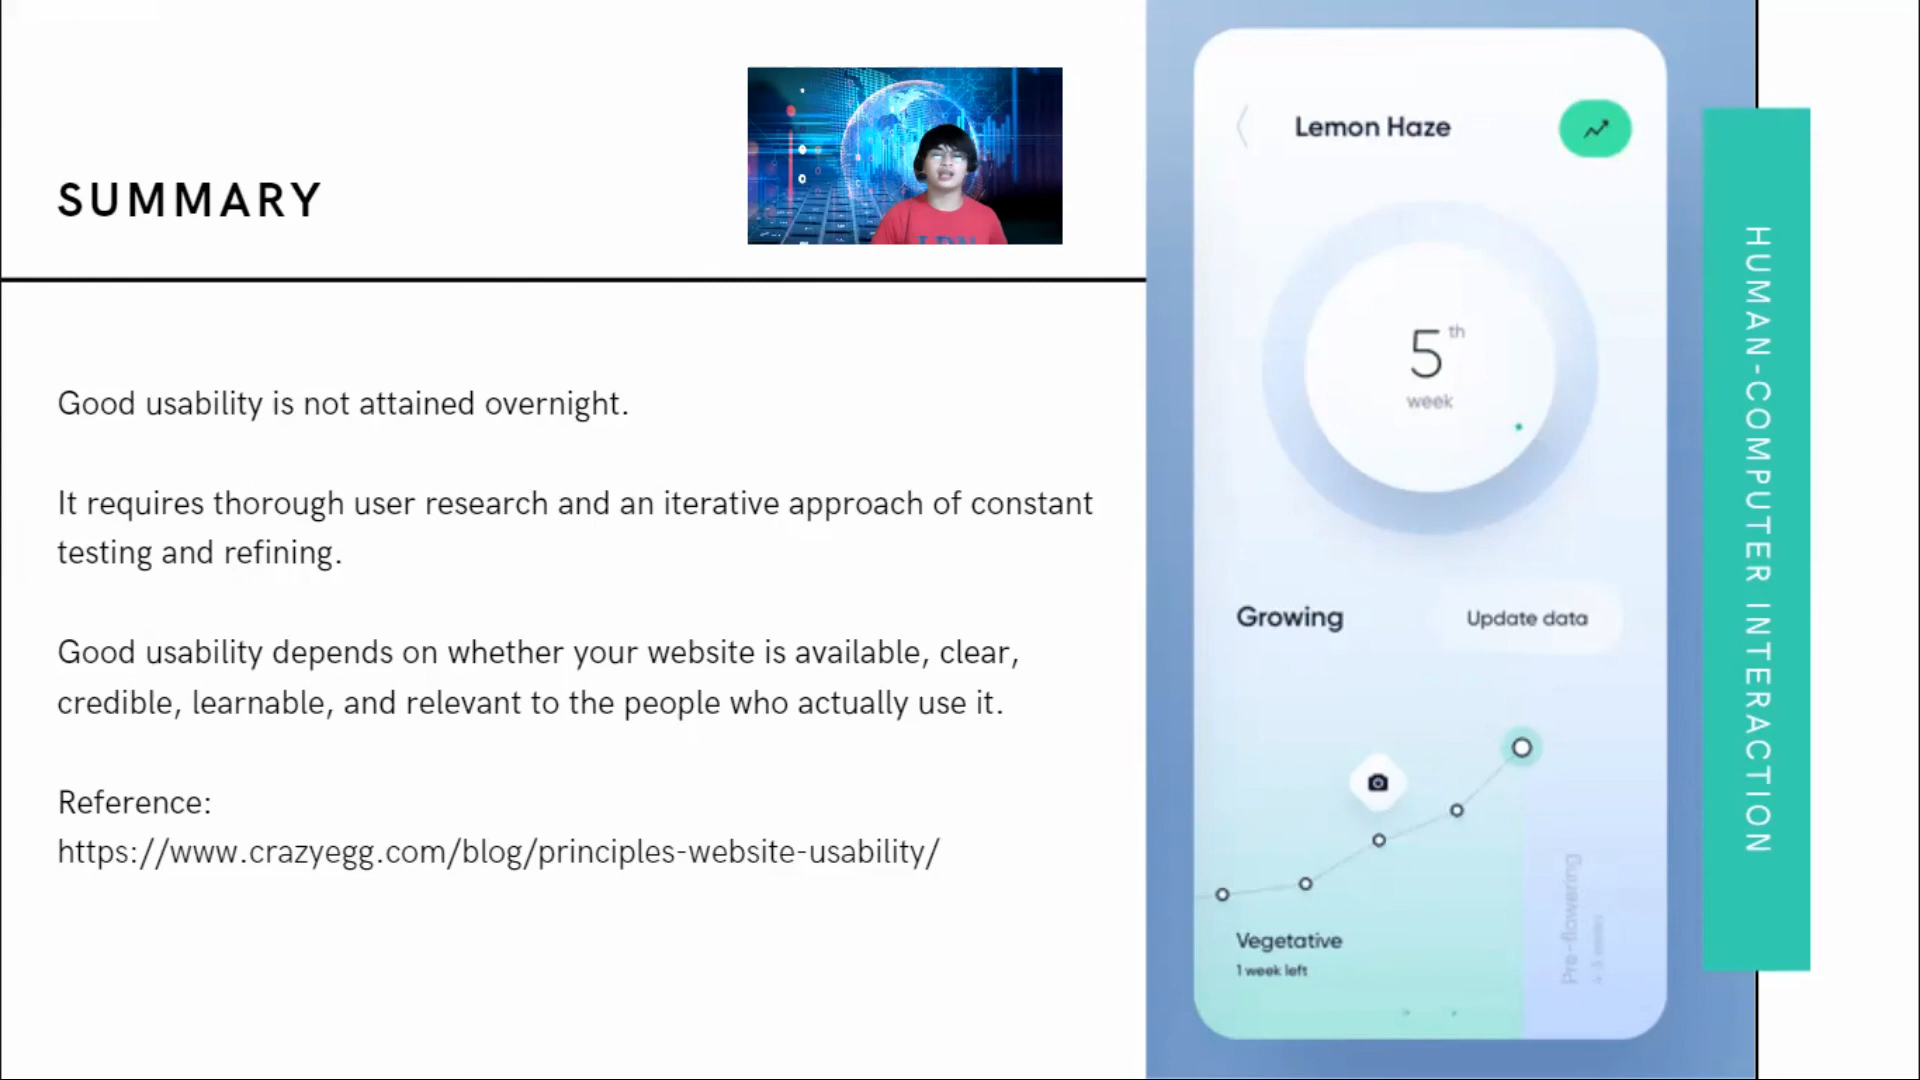 SUMMARY
Good usability is not attained overnight.
It requires thorough user research and an iterative approach of constant
testing and refining.
Good usability depends on whether your website is available, clear,
credible, learnable, and relevant to the people who actually use it.
Reference:
https://www.crazyegg.com/blog/principles-website-usability/
Lemon Haze
5th
week
Growing
Update data
Vegetative
1 week left
Pre-flowering
HUMAN-COMPUTER INTERACTION